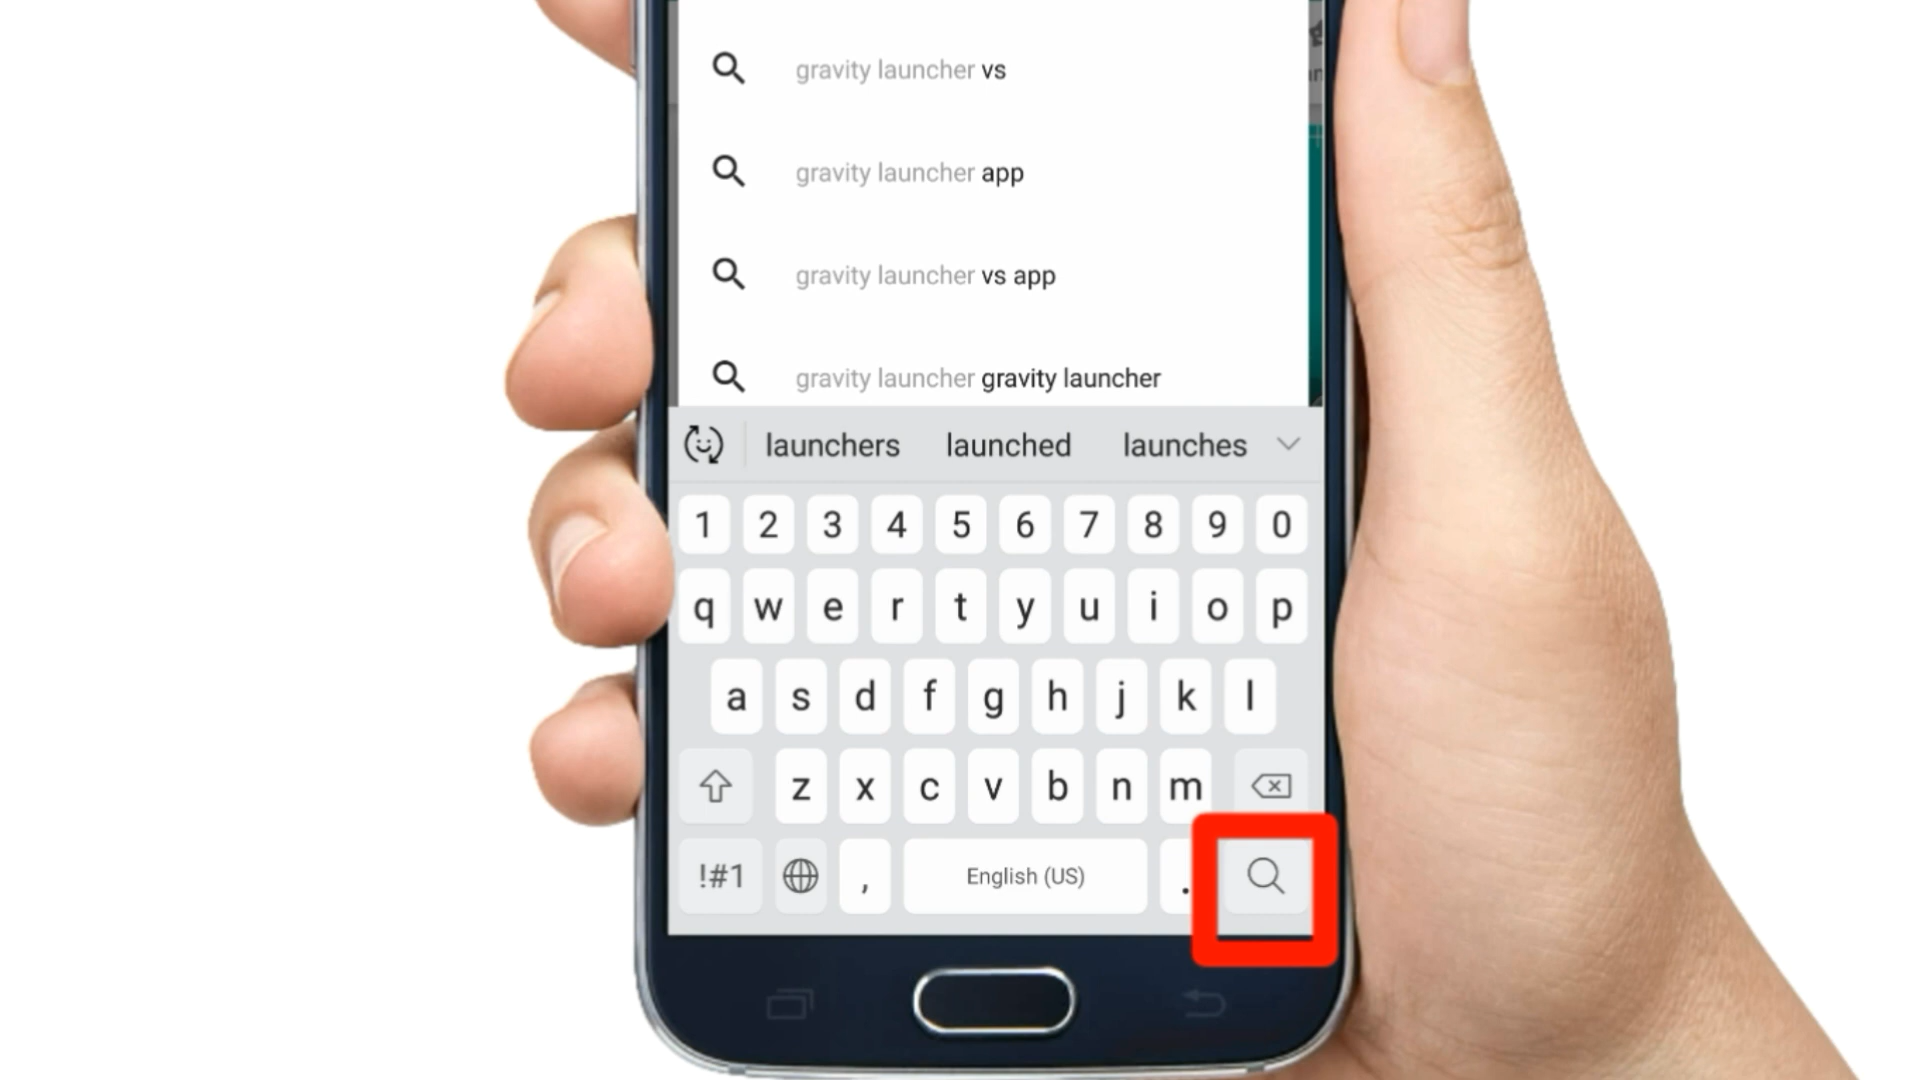 gravity launcher vs
gravity launcher app
gravity launcher vs app
gravity launcher gravity launcher
launchers launched launches
1 2 3 4 5 6 7 8 9 0
q w e r t y u i o p
a s d f g h j k l
z x c v b n m
!#1 , English (US) .